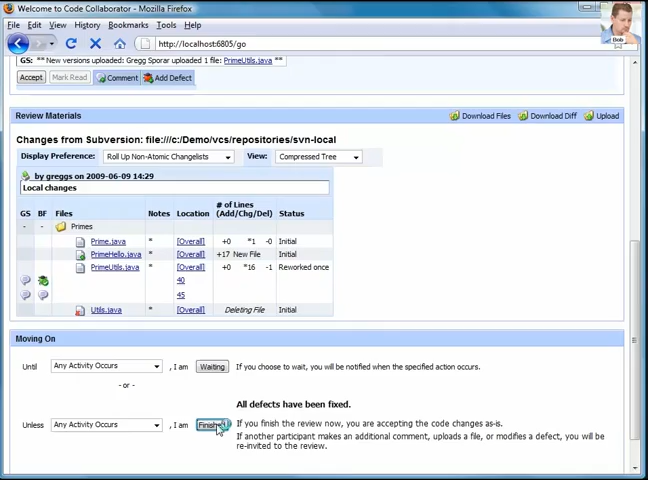 Welcome to Code Collaborator - Mozilla Firefox
File Edit View History Bookmarks Tools Help
http://localhost:6805/go
Bob
GS: ** New versions uploaded: Gregg Sporar uploaded 1 file: PrimeUtils.java **
Accept Mark Read Comment Add Defect
Review Materials Download Files Download Diff Upload
Changes from Subversion: file:///c:/Demo/vcs/repositories/svn-local
Display Preference: Roll Up Non-Atomic Changelists View: Compressed Tree
by greggs on 2009-06-09 14:29
Local changes
# of Lines
GS BF Files Notes Location (Add/Chg/Del) Status
- - Primes
Prime.java * [Overall] +0 *1 -0 Initial
PrimeHello.java * [Overall] +17 New File Initial
PrimeUtils.java * [Overall] +0 *16 -1 Reworked once
40
45
Utils.java * [Overall] Deleting File Initial
Moving On
Until Any Activity Occurs , I am Waiting If you choose to wait, you will be notified when the specified action occurs.
- or -
All defects have been fixed.
Unless Any Activity Occurs , I am Finished If you finish the review now, you are accepting the code changes as-is.
If another participant makes an additional comment, uploads a file, or modifies a defect, you will be
re-invited to the review.